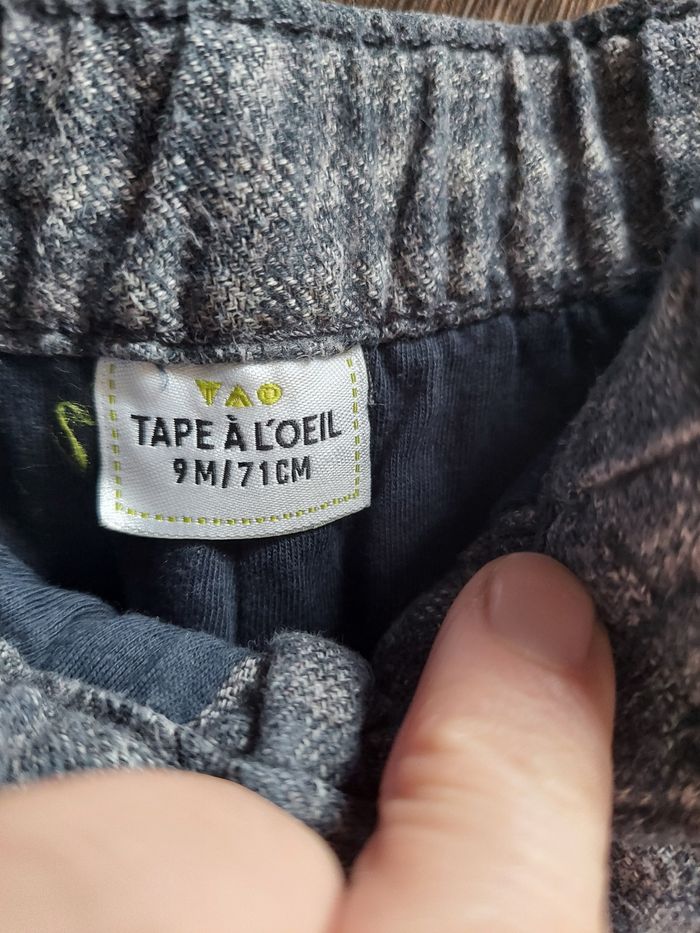 TAO
TAPE À L'OEIL
9M/71CM